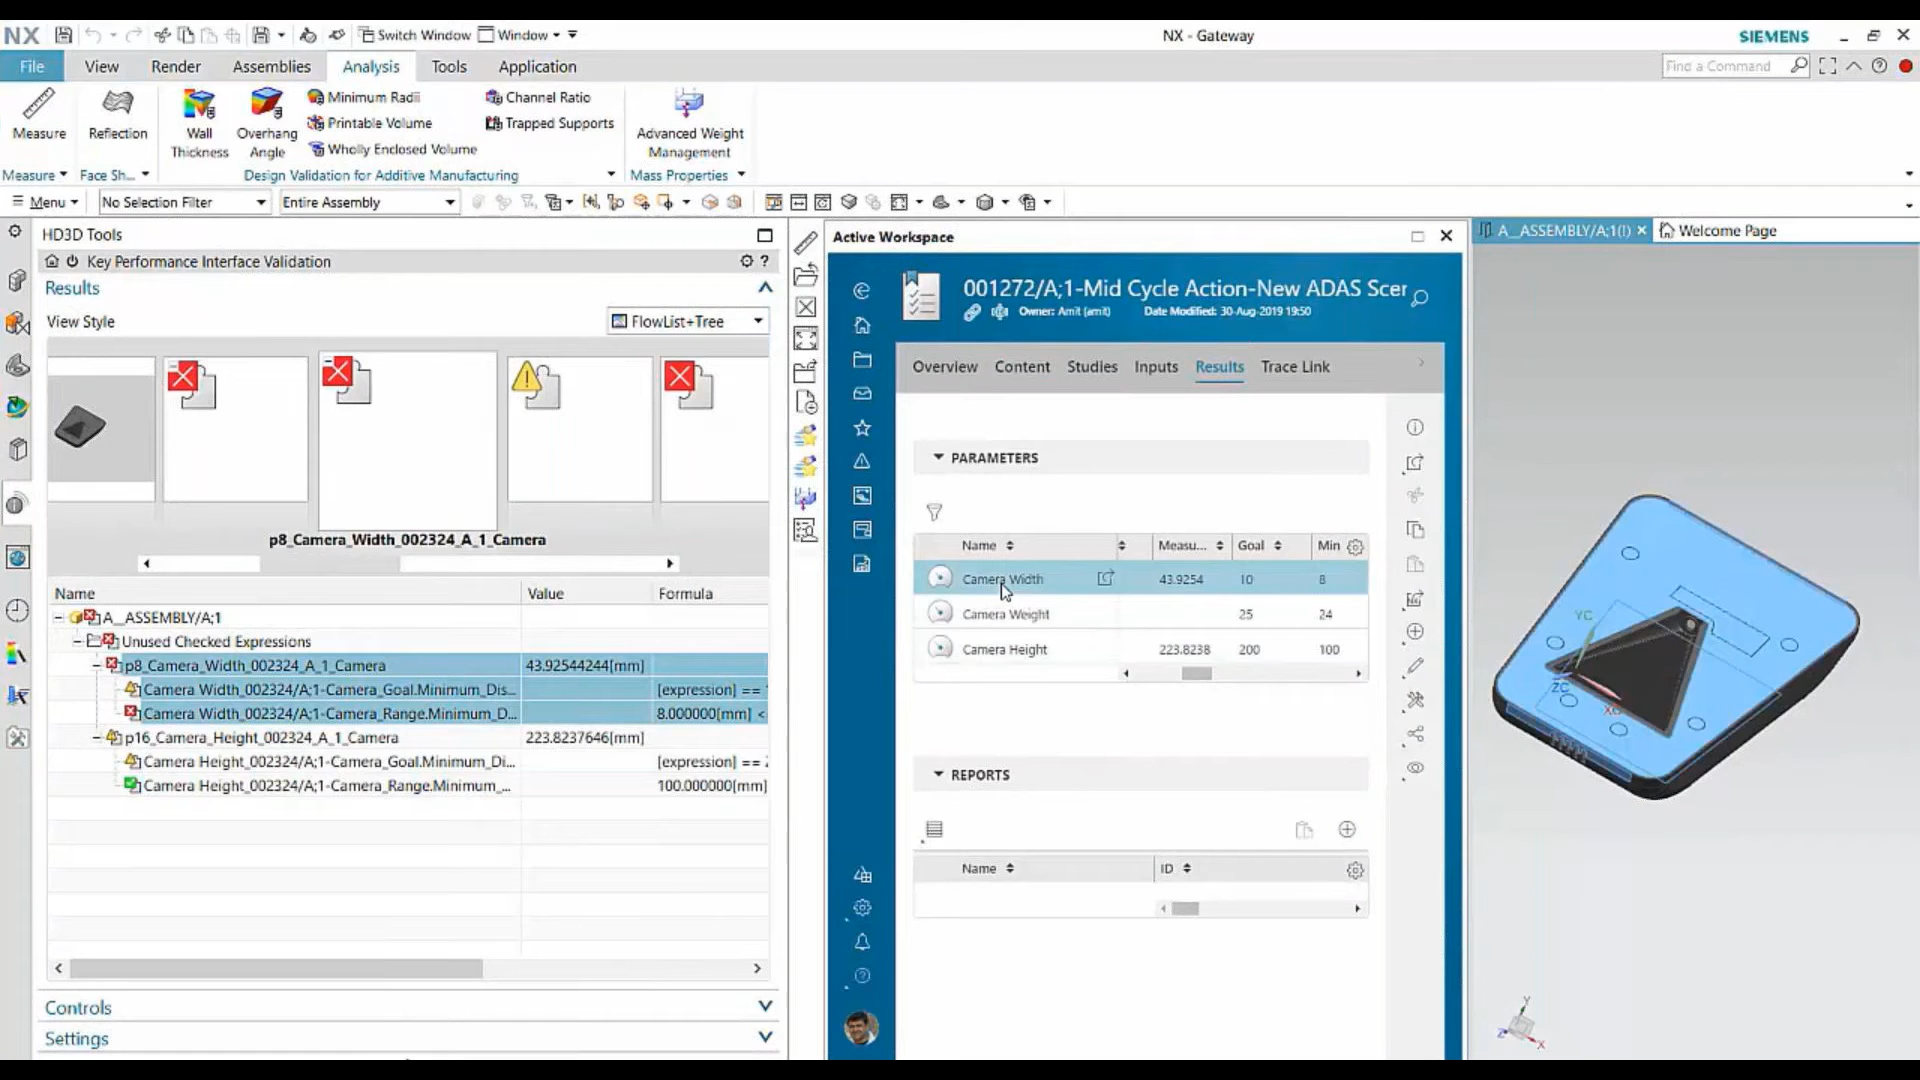 NX Switch Window Window NX - Gateway SIEMENS
File View Render Assemblies Analysis Tools Application Find a Command
Measure Reflection Wall Thickness Overhang Angle Minimum Radii Channel Ratio Advanced Weight Management
Printable Volume Trapped Supports
Wholly Enclosed Volume
Measure Face Sh... Design Validation for Additive Manufacturing Mass Properties
Menu No Selection Filter Entire Assembly
HD3D Tools
Key Performance Interface Validation ?
Results
View Style FlowList+Tree
p8_Camera_Width_002324_A_1_Camera
Name Value Formula
A__ASSEMBLY/A;1
Unused Checked Expressions
p8_Camera_Width_002324_A_1_Camera 43.92544244[mm]
Camera Width_002324/A;1-Camera_Goal.Minimum_Dis... [expression] ==
Camera Width_002324/A;1-Camera_Range.Minimum_D... 8.000000[mm] <
p16_Camera_Height_002324_A_1_Camera 223.8237646[mm]
Camera Height_002324/A;1-Camera_Goal.Minimum_Di... [expression] ==
Camera Height_002324/A;1-Camera_Range.Minimum_... 100.000000[mm]
Controls
Settings
Active Workspace
001272/A;1-Mid Cycle Action-New ADAS Scer
Owner: Amit (amit) Date Modified: 30-Aug-2019 19:50
Overview Content Studies Inputs Results Trace Link
PARAMETERS
Name Measu... Goal Min
Camera Width 43.9254 10 8
Camera Weight 25 24
Camera Height 223.8238 200 100
REPORTS
Name ID
A__ASSEMBLY/A;1(!) Welcome Page
YC
ZC
XC
Y
Z
X